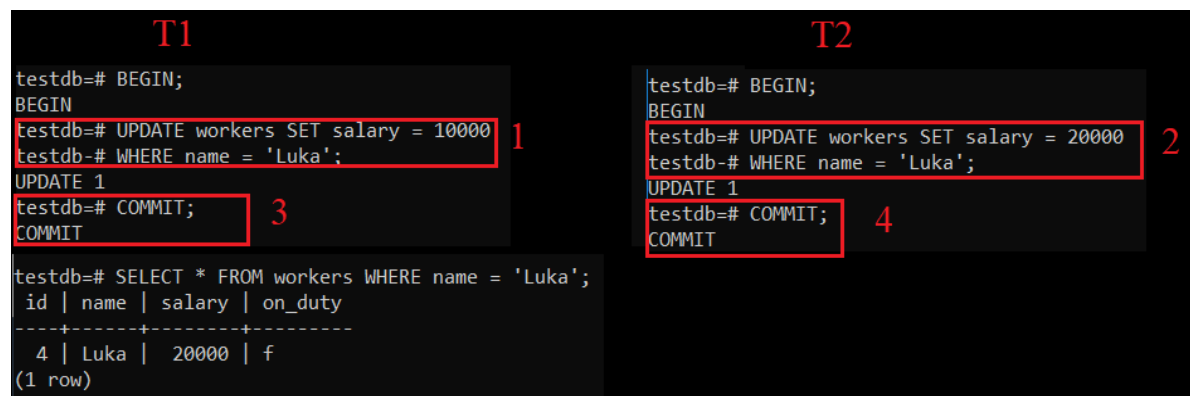 T1
testdb=# BEGIN;
BEGIN
testdb=# UPDATE workers SET salary = 10000
testdb-# WHERE name = 'Luka';
1
UPDATE 1
testdb=# COMMIT;
COMMIT
3
testdb=# SELECT * FROM workers WHERE name = 'Luka';
 id | name | salary | on_duty
----+------+--------+---------
  4 | Luka |  20000 | f
(1 row)
T2
testdb=# BEGIN;
BEGIN
testdb=# UPDATE workers SET salary = 20000
testdb-# WHERE name = 'Luka';
2
UPDATE 1
testdb=# COMMIT;
COMMIT
4